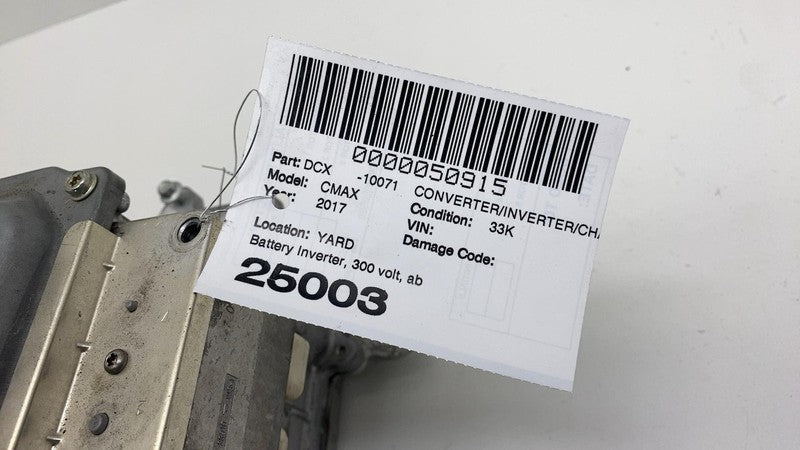 0000050915
Part: DCX -10071 CONVERTER/INVERTER/CHA
Model: CMAX Condition: 33K
Year: 2017 VIN:
Damage Code:
Location: YARD
Battery Inverter, 300 volt, ab
25003